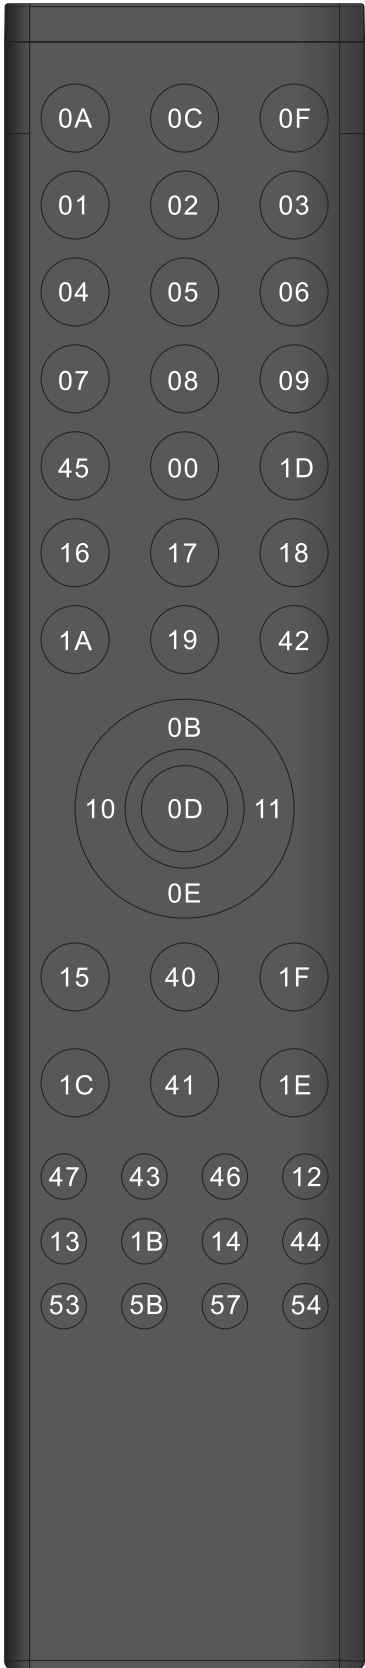 0A 0C 0F
01 02 03
04 05 06
07 08 09
45 00 1D
16 17 18
1A 19 42
0B
10 0D 11
0E
15 40 1F
1C 41 1E
47 43 46 12
13 1B 14 44
53 5B 57 54